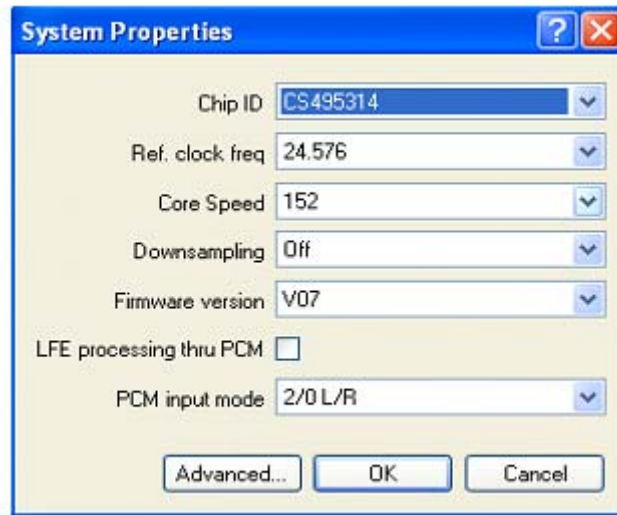 System Properties
Chip ID CS495314
Ref. clock freq 24.576
Core Speed 152
Downsampling Off
Firmware version V07
LFE processing thru PCM
PCM input mode 2/0 L/R
Advanced... OK Cancel